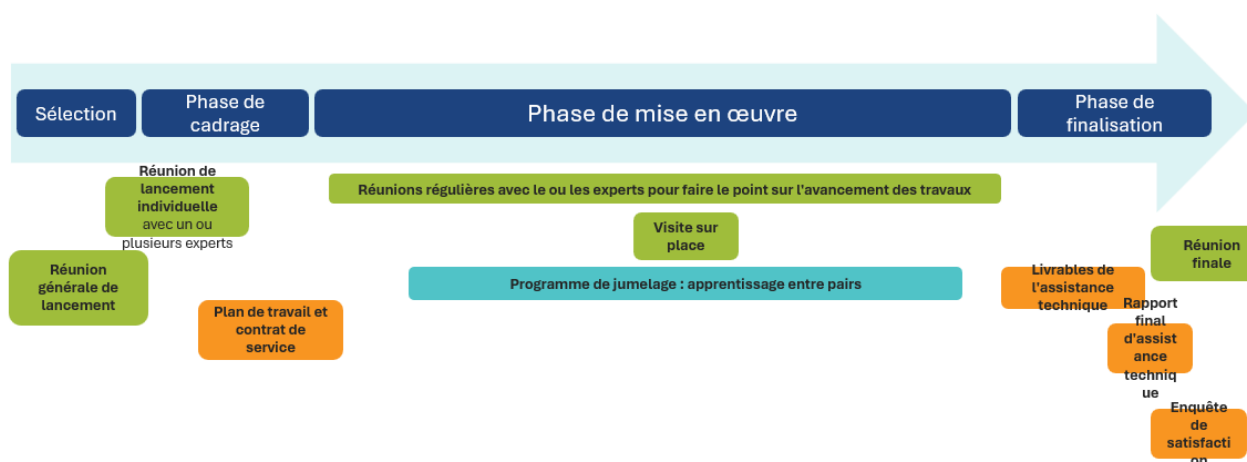 Sélection
Phase de
cadrage
Phase de mise en œuvre
Phase de
finalisation
Réunion de
lancement
individuelle
avec un ou
plusieurs experts
Réunions régulières avec le ou les experts pour faire le point sur l'avancement des travaux
Visite sur
place
Réunion
générale de
lancement
Programme de jumelage : apprentissage entre pairs
Plan de travail et
contrat de
service
Livrables de
l'assistance
technique
Réunion
finale
Rapport
final
d'assist
ance
techniq
ue
Enquête
de
satisfacti
on